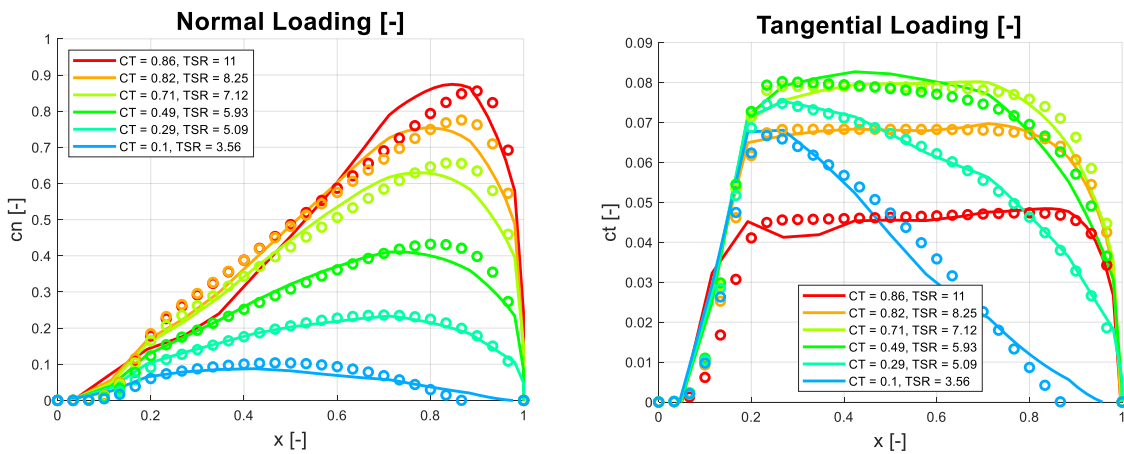 Normal Loading [-]
1
0.9
0.8
0.7
0.6
0.5
0.4
0.3
0.2
0.1
0
cn [-]
CT = 0.86, TSR = 11
CT = 0.82, TSR = 8.25
CT = 0.71, TSR = 7.12
CT = 0.49, TSR = 5.93
CT = 0.29, TSR = 5.09
CT = 0.1, TSR = 3.56
0 0.2 0.4 0.6 0.8 1
x [-]
Tangential Loading [-]
0.09
0.08
0.07
0.06
0.05
0.04
0.03
0.02
0.01
0
ct [-]
CT = 0.86, TSR = 11
CT = 0.82, TSR = 8.25
CT = 0.71, TSR = 7.12
CT = 0.49, TSR = 5.93
CT = 0.29, TSR = 5.09
CT = 0.1, TSR = 3.56
0 0.2 0.4 0.6 0.8 1
x [-]